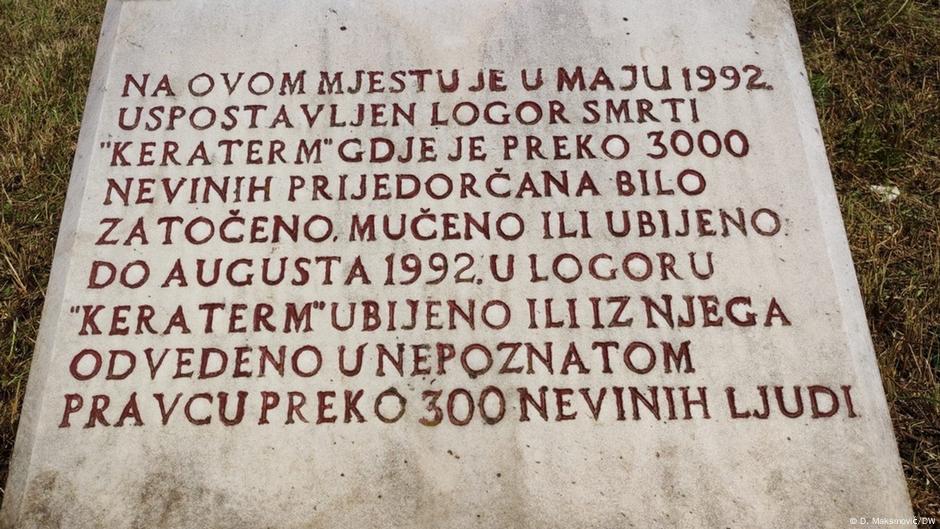 NA OVOM MJESTU JE U MAJU 1992.
USPOSTAVLJEN LOGOR SMRTI
"KERATERM" GDJE JE PREKO 3000
NEVINIH PRIJEDORČANA BILO
ZATOČENO, MUČENO ILI UBIJENO
DO AUGUSTA 1992. U LOGORU
"KERATERM" UBIJENO ILI IZ NJEGA
ODVEDENO U NEPOZNATOM
PRAVCU PREKO 300 NEVINIH LJUDI
© D. Maksmović/DW